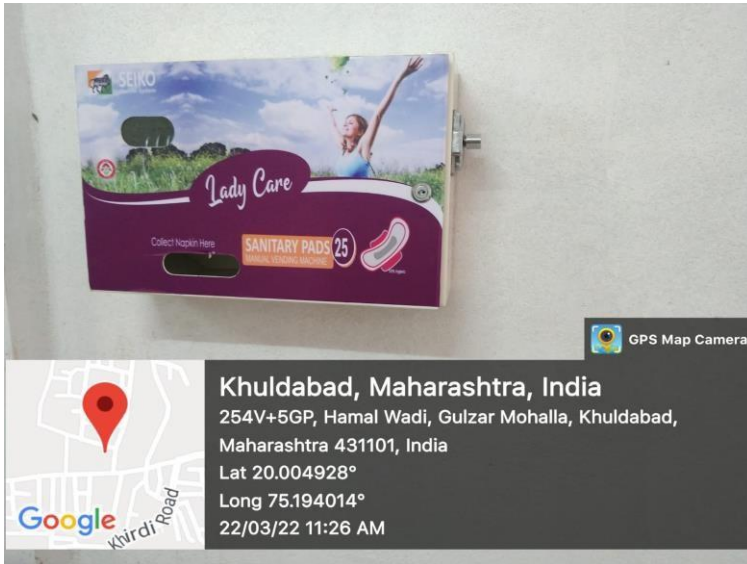 SEIKO
Lady Care
Collect Napkin Here
SANITARY PADS 25
MANUAL VENDING MACHINE
GPS Map Camera
Khuldabad, Maharashtra, India
254V+5GP, Hamal Wadi, Gulzar Mohalla, Khuldabad,
Maharashtra 431101, India
Lat 20.004928°
Long 75.194014°
22/03/22 11:26 AM
Google
Khirdi Road